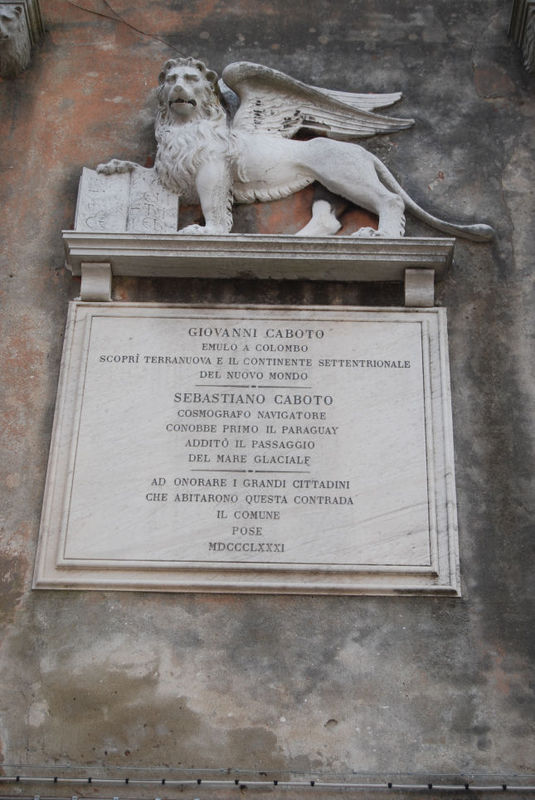 GIOVANNI CABOTO
EMULO A COLOMBO
SCOPRÌ TERRANUOVA E IL CONTINENTE SETTENTRIONALE
DEL NUOVO MONDO
SEBASTIANO CABOTO
COSMOGRAFO NAVIGATORE
CONOBBE PRIMO IL PARAGUAY
ADDITÒ IL PASSAGGIO
DEL MARE GLACIALE
AD ONORARE I GRANDI CITTADINI
CHE ABITARONO QUESTA CONTRADA
IL COMUNE
POSE
MDCCCLXXXI